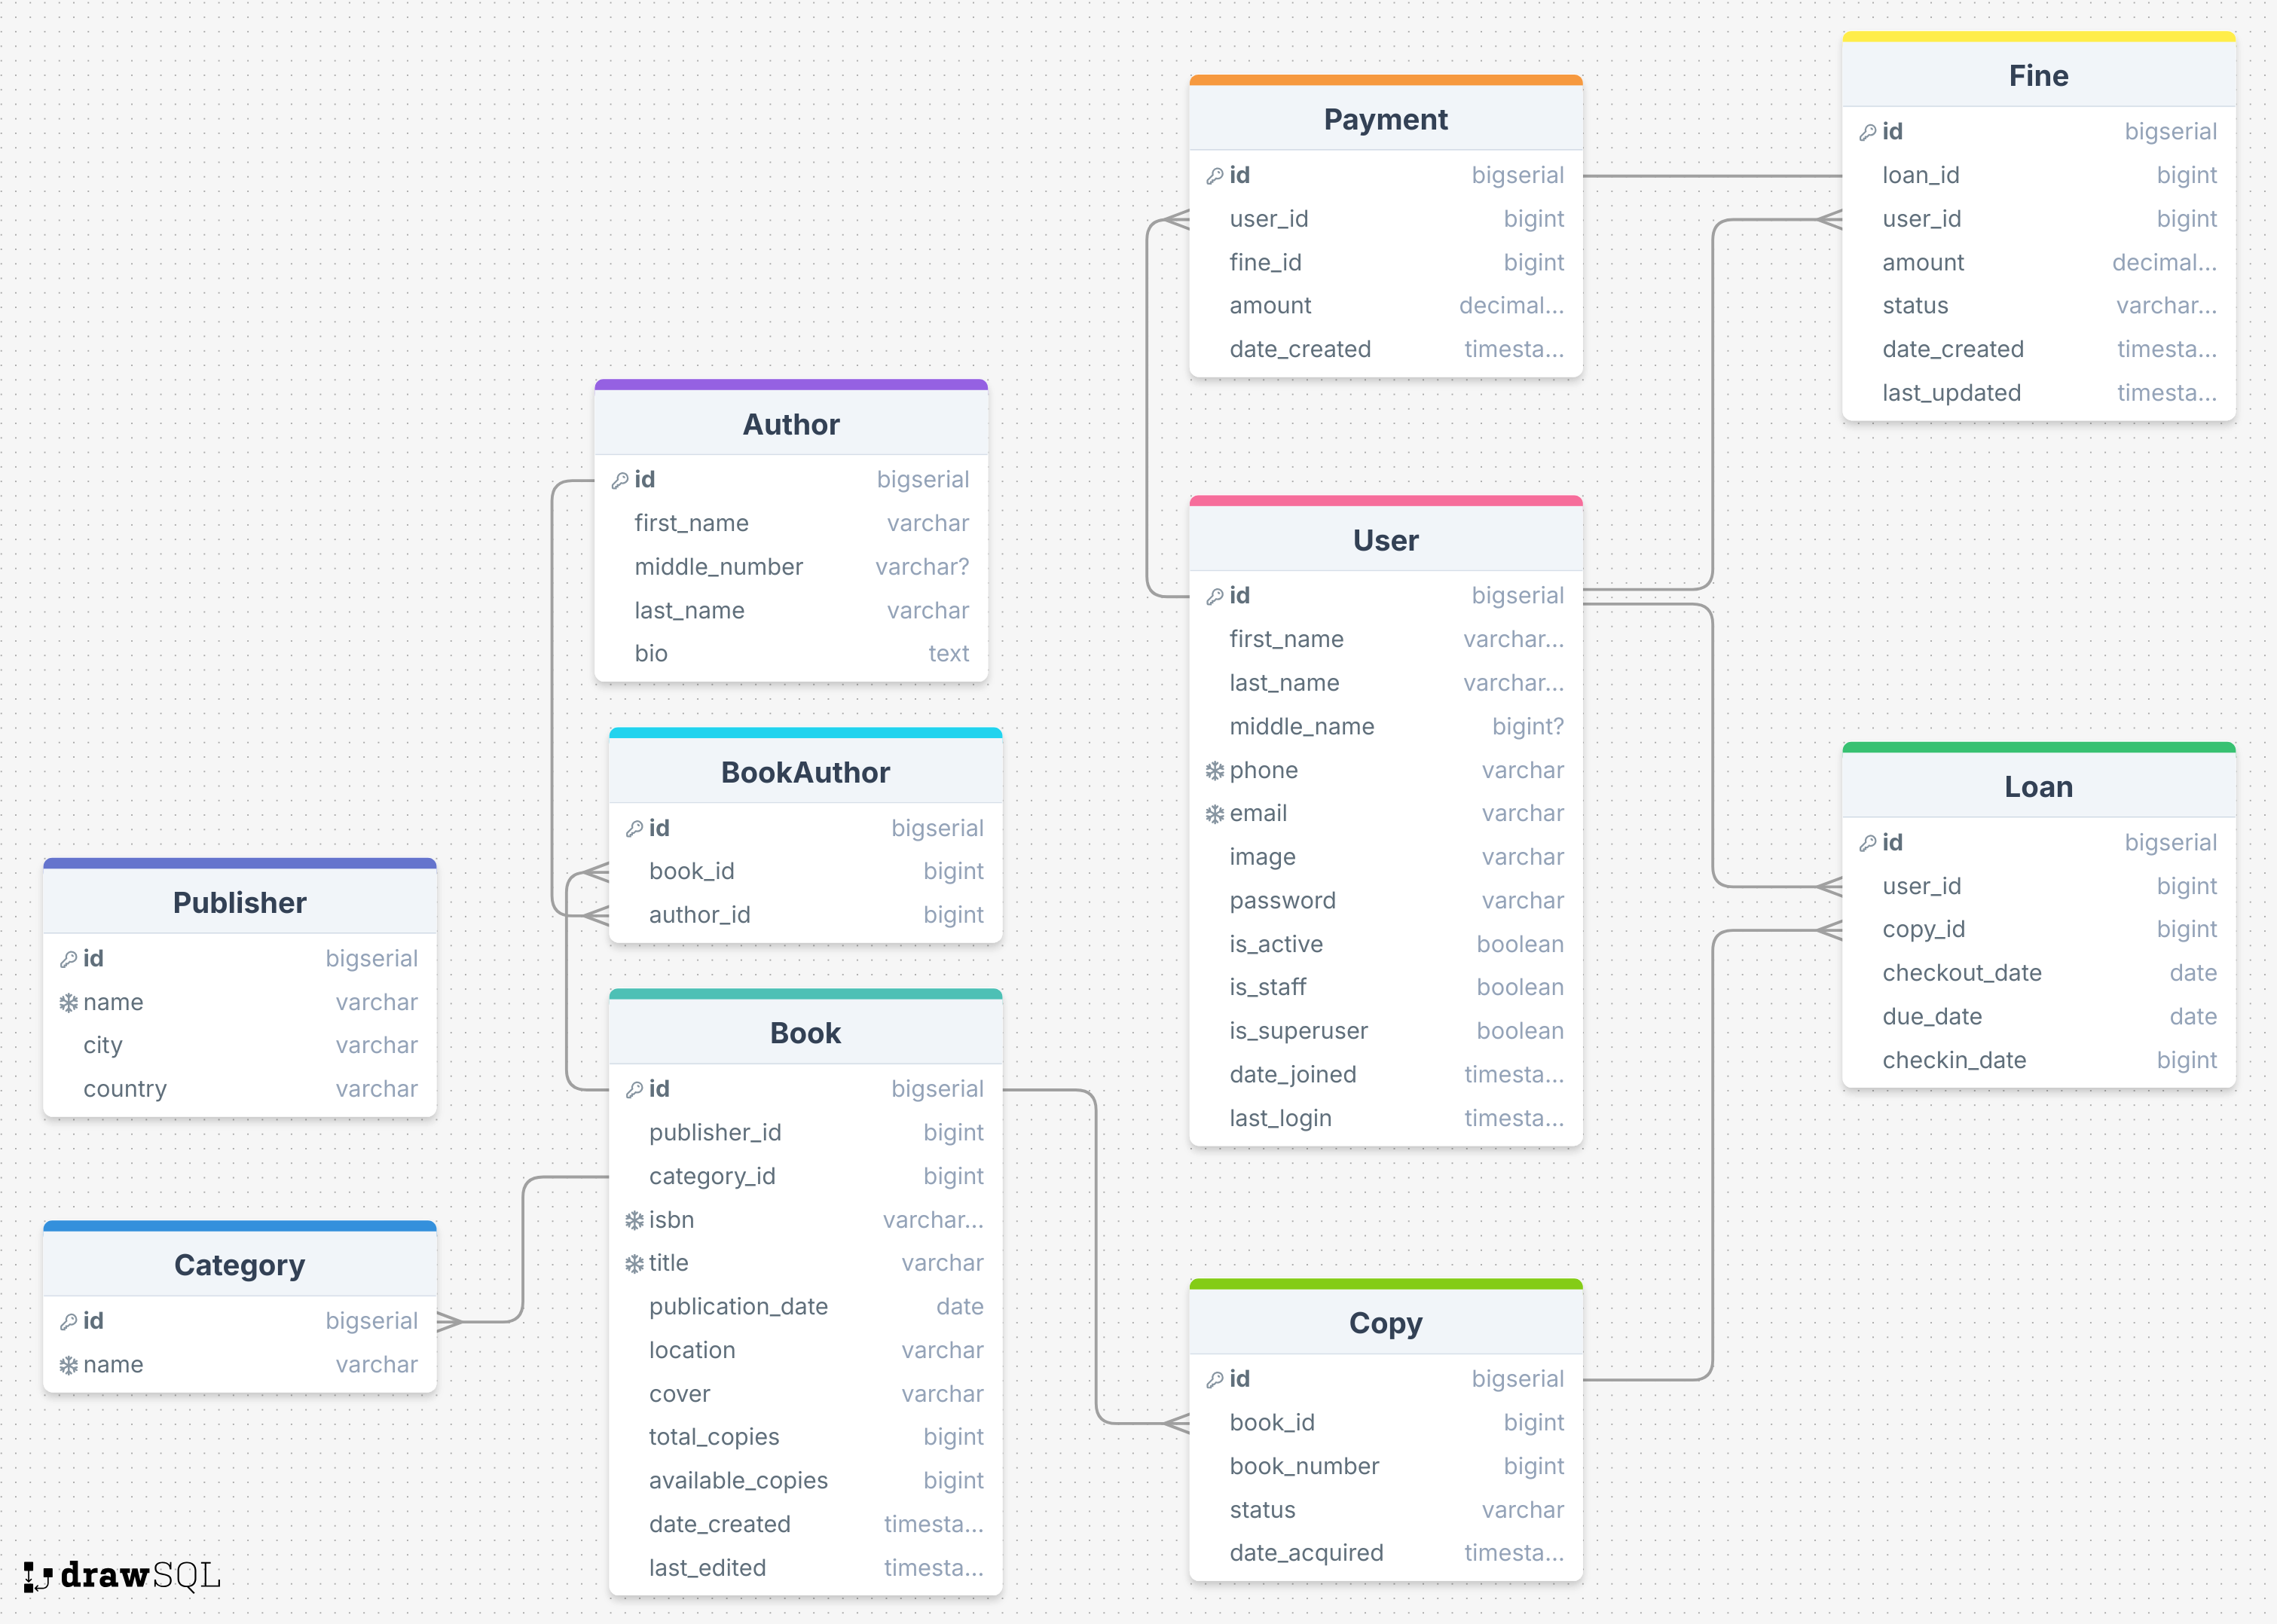 Fine
id bigserial
loan_id bigint
user_id bigint
amount decimal...
status varchar...
date_created timesta...
last_updated timesta...
Payment
id bigserial
user_id bigint
fine_id bigint
amount decimal...
date_created timesta...
Author
id bigserial
first_name varchar
middle_number varchar?
last_name varchar
bio text
User
id bigserial
first_name varchar...
last_name varchar...
middle_name bigint?
phone varchar
email varchar
image varchar
password varchar
is_active boolean
is_staff boolean
is_superuser boolean
date_joined timesta...
last_login timesta...
BookAuthor
id bigserial
book_id bigint
author_id bigint
Loan
id bigserial
user_id bigint
copy_id bigint
checkout_date date
due_date date
checkin_date bigint
Publisher
id bigserial
name varchar
city varchar
country varchar
Book
id bigserial
publisher_id bigint
category_id bigint
isbn varchar...
title varchar
publication_date date
location varchar
cover varchar
total_copies bigint
available_copies bigint
date_created timesta...
last_edited timesta...
Category
id bigserial
name varchar
Copy
id bigserial
book_id bigint
book_number bigint
status varchar
date_acquired timesta...
drawSQL